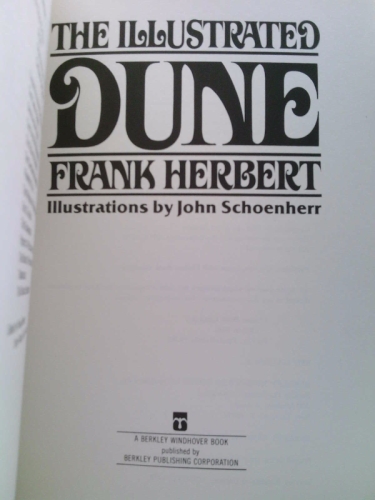 THE ILLUSTRATED
DUNE
FRANK HERBERT
Illustrations by John Schoenherr
A BERKLEY WINDHOVER BOOK
published by
BERKLEY PUBLISHING CORPORATION